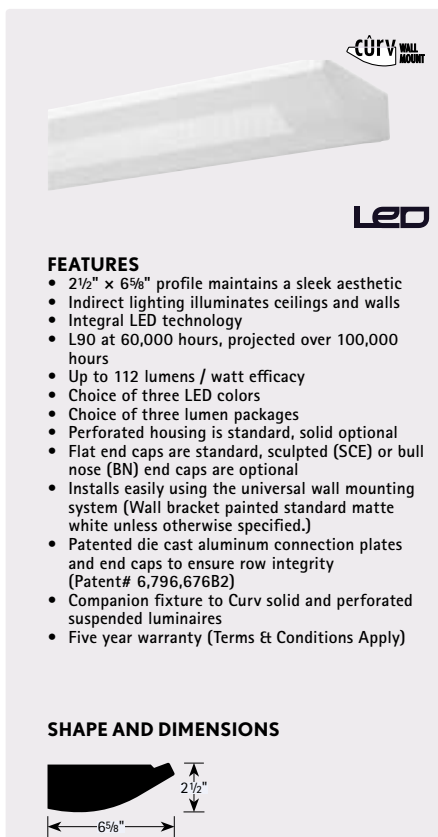 cûrv WALL
MOUNT
LED
FEATURES
• 2½" × 6⅝" profile maintains a sleek aesthetic
• Indirect lighting illuminates ceilings and walls
• Integral LED technology
• L90 at 60,000 hours, projected over 100,000
hours
• Up to 112 lumens / watt efficacy
• Choice of three LED colors
• Choice of three lumen packages
• Perforated housing is standard, solid optional
• Flat end caps are standard, sculpted (SCE) or bull
nose (BN) end caps are optional
• Installs easily using the universal wall mounting
system (Wall bracket painted standard matte
white unless otherwise specified.)
• Patented die cast aluminum connection plates
and end caps to ensure row integrity
(Patent# 6,796,676B2)
• Companion fixture to Curv solid and perforated
suspended luminaires
• Five year warranty (Terms & Conditions Apply)
SHAPE AND DIMENSIONS
2½"
6⅝"